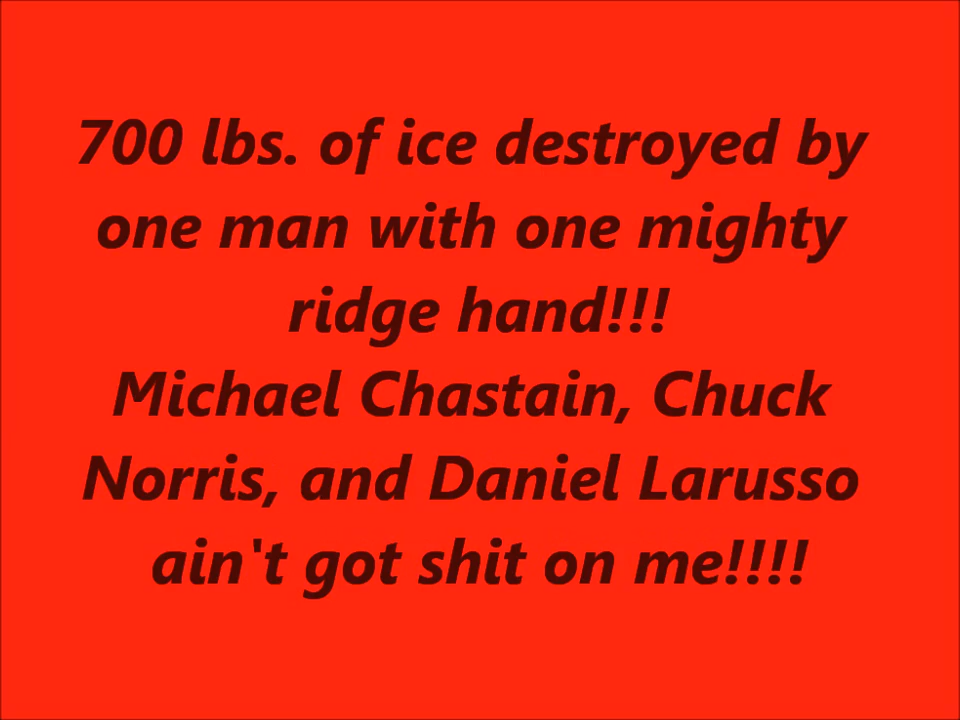 700 lbs. of ice destroyed by
one man with one mighty
ridge hand!!!
Michael Chastain, Chuck
Norris, and Daniel Larusso
ain't got shit on me!!!!